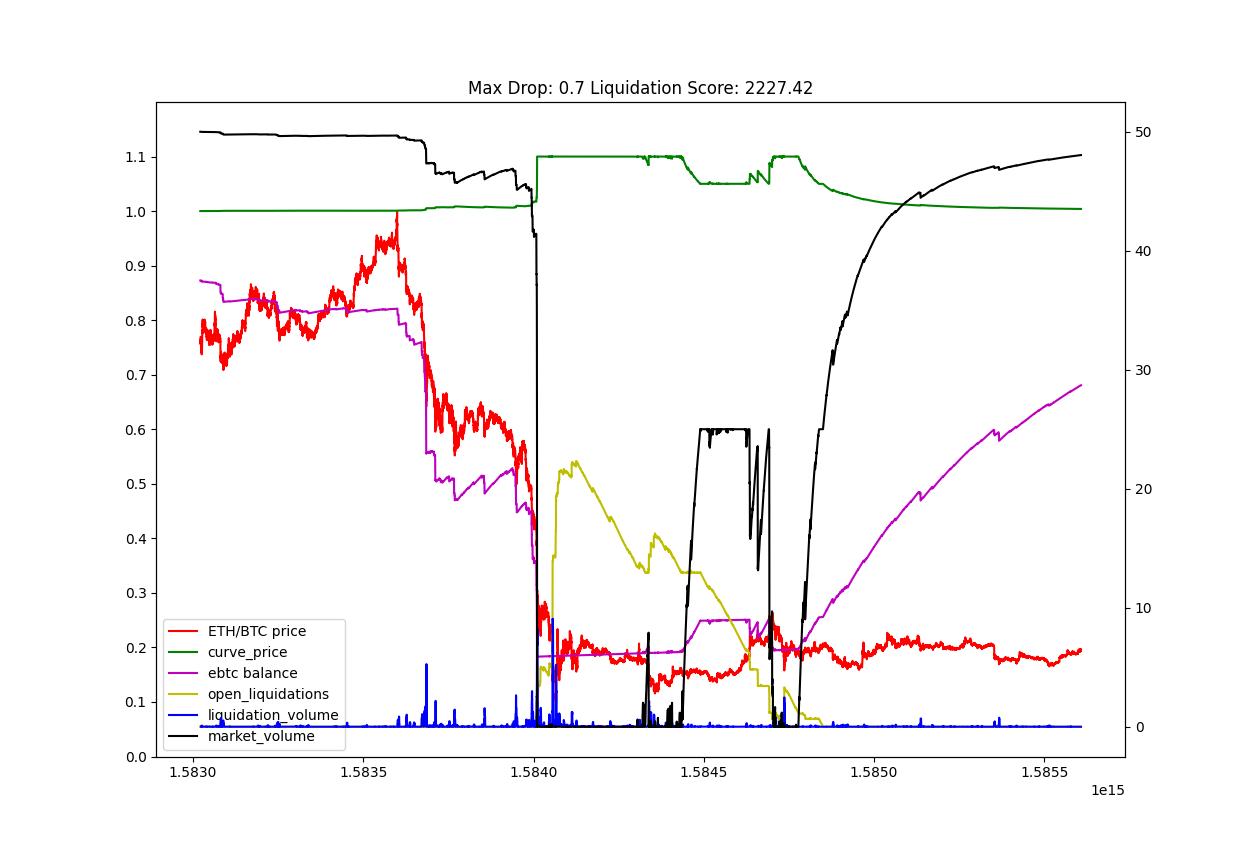 Max Drop: 0.7 Liquidation Score: 2227.42
1.1
1.0
0.9
0.8
0.7
0.6
0.5
0.4
0.3
0.2
0.1
0.0
50
40
30
20
10
0
ETH/BTC price
curve_price
ebtc balance
open_liquidations
liquidation_volume
market_volume
1.5830 1.5835 1.5840 1.5845 1.5850 1.5855
1e15